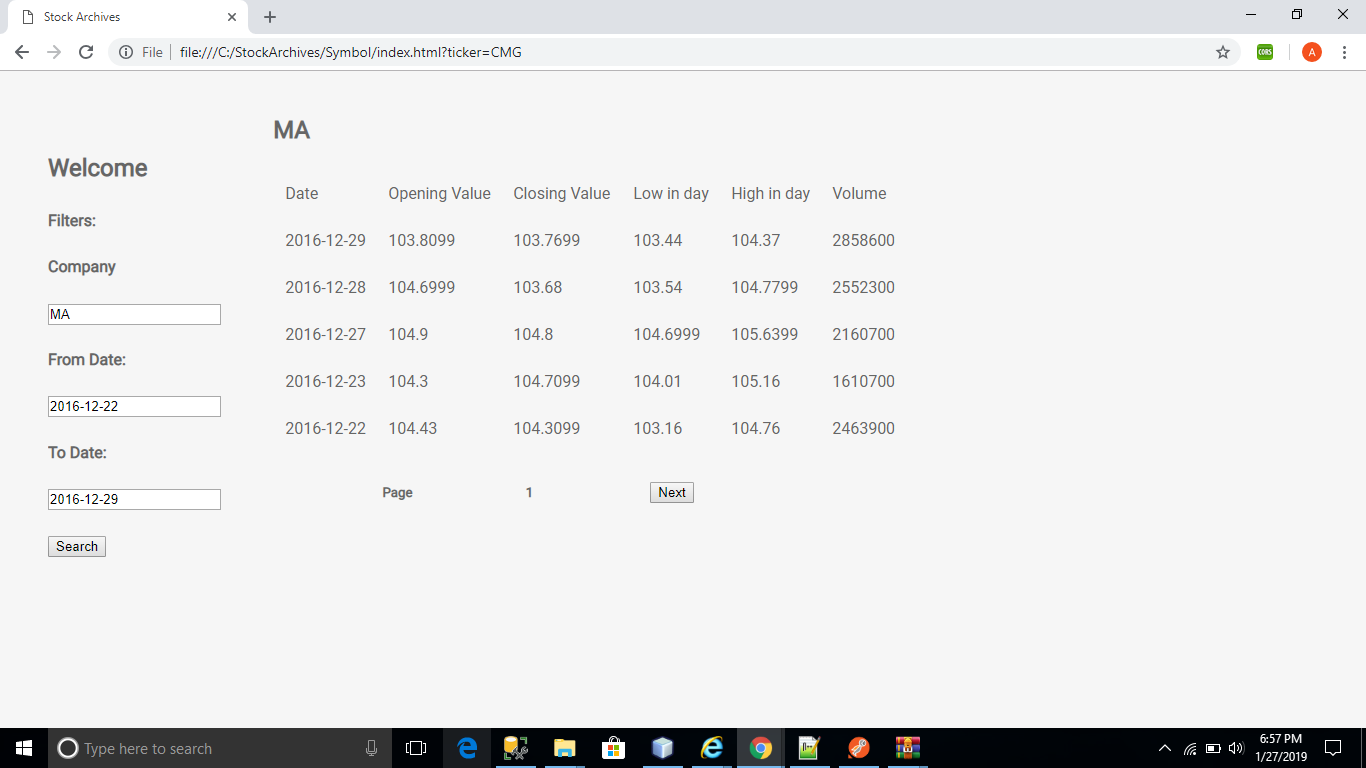 Stock Archives
File file:///C:/StockArchives/Symbol/index.html?ticker=CMG
CORS
A
MA
Welcome
Filters:
Company
MA
From Date:
2016-12-22
To Date:
2016-12-29
Search
Date Opening Value Closing Value Low in day High in day Volume
2016-12-29 103.8099 103.7699 103.44 104.37 2858600
2016-12-28 104.6999 103.68 103.54 104.7799 2552300
2016-12-27 104.9 104.8 104.6999 105.6399 2160700
2016-12-23 104.3 104.7099 104.01 105.16 1610700
2016-12-22 104.43 104.3099 103.16 104.76 2463900
Page 1 Next
Type here to search
6:57 PM
1/27/2019